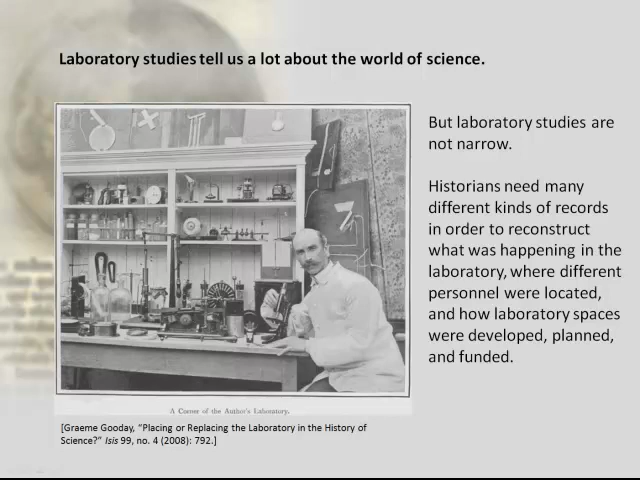 Laboratory studies tell us a lot about the world of science.
But laboratory studies are
not narrow.
Historians need many
different kinds of records
in order to reconstruct
what was happening in the
laboratory, where different
personnel were located,
and how laboratory spaces
were developed, planned,
and funded.
A Corner of the Author's Laboratory.
[Graeme Gooday, "Placing or Replacing the Laboratory in the History of
Science?" Isis 99, no. 4 (2008): 792.]